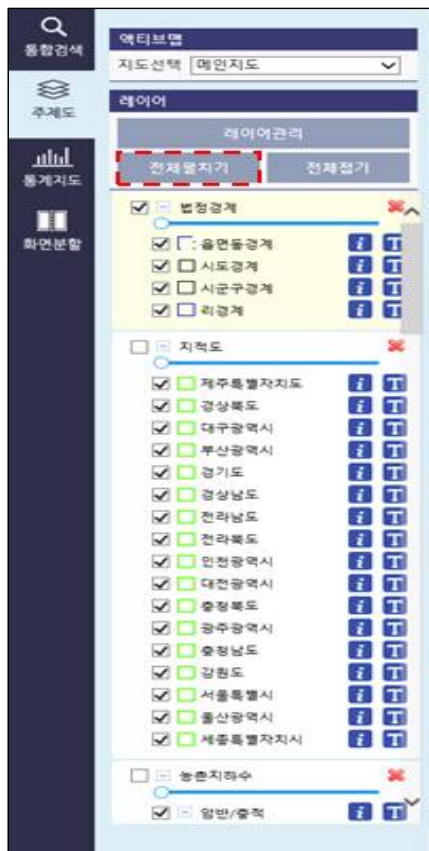 통합검색
주제도
통계지도
화면분할
액티브맵
지도선택 메인지도
레이어
레이어관리
전체펼치기 전체접기
법정경계
읍면동경계 i T
시도경계 i T
시군구경계 i T
리경계 i T
지적도
제주특별자치도 i T
경상북도 i T
대구광역시 i T
부산광역시 i T
경기도 i T
경상남도 i T
전라남도 i T
전라북도 i T
인천광역시 i T
대전광역시 i T
충청북도 i T
광주광역시 i T
충청남도 i T
강원도 i T
서울특별시 i T
울산광역시 i T
세종특별자치시 i T
농촌지하수
암반/충적 i T